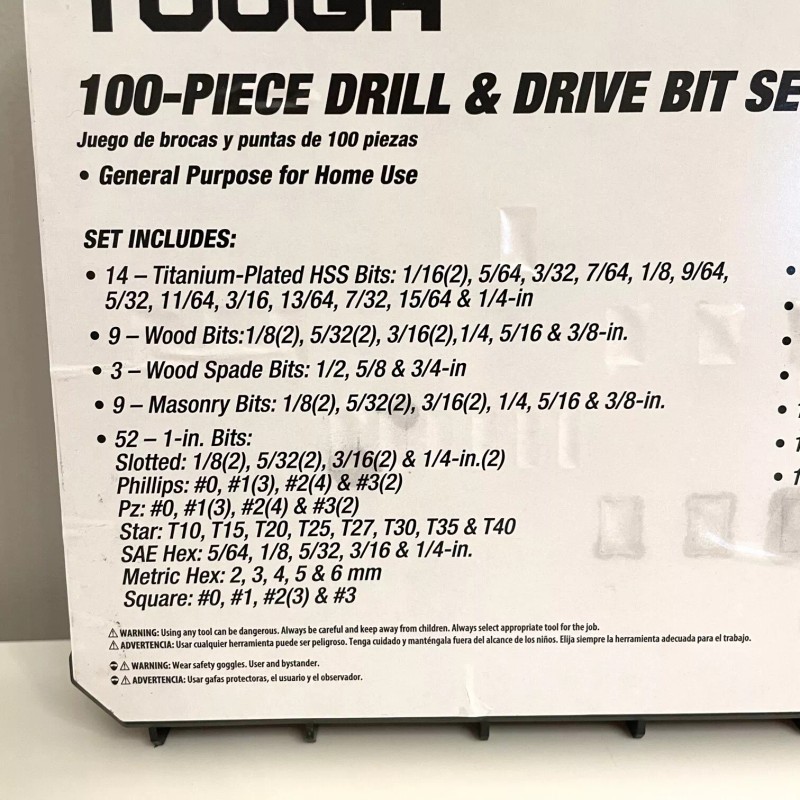 TOUGH
100-PIECE DRILL & DRIVE BIT SE
Juego de brocas y puntas de 100 piezas
• General Purpose for Home Use
SET INCLUDES:
• 14 – Titanium-Plated HSS Bits: 1/16(2), 5/64, 3/32, 7/64, 1/8, 9/64,
5/32, 11/64, 3/16, 13/64, 7/32, 15/64 & 1/4-in
• 9 – Wood Bits:1/8(2), 5/32(2), 3/16(2),1/4, 5/16 & 3/8-in.
• 3 – Wood Spade Bits: 1/2, 5/8 & 3/4-in
• 9 – Masonry Bits: 1/8(2), 5/32(2), 3/16(2), 1/4, 5/16 & 3/8-in.
• 52 – 1-in. Bits:
Slotted: 1/8(2), 5/32(2), 3/16(2) & 1/4-in.(2)
Phillips: #0, #1(3), #2(4) & #3(2)
Pz: #0, #1(3), #2(4) & #3(2)
Star: T10, T15, T20, T25, T27, T30, T35 & T40
SAE Hex: 5/64, 1/8, 5/32, 3/16 & 1/4-in.
Metric Hex: 2, 3, 4, 5 & 6 mm
Square: #0, #1, #2(3) & #3
⚠ WARNING: Using any tool can be dangerous. Always be careful and keep away from children. Always select appropriate tool for the job.
⚠ ADVERTENCIA: Usar cualquier herramienta puede ser peligroso. Tenga cuidado y manténgala fuera del alcance de los niños. Elija siempre la herramienta adecuada para el trabajo.
⚠ WARNING: Wear safety goggles. User and bystander.
⚠ ADVERTENCIA: Usar gafas protectoras, el usuario y el observador.